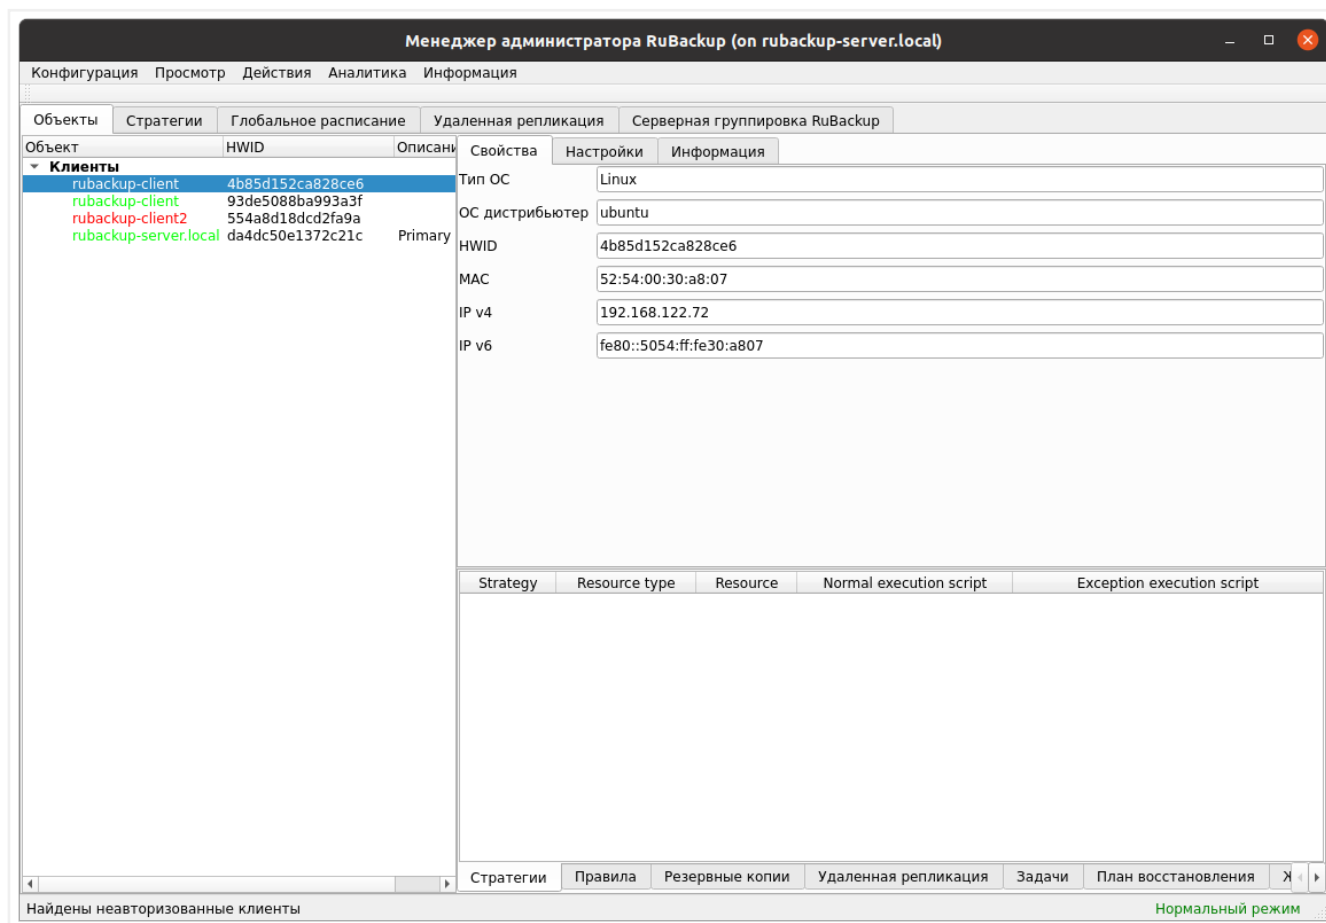 Менеджер администратора RuBackup (on rubackup-server.local)
Конфигурация Просмотр Действия Аналитика Информация
Объекты Стратегии Глобальное расписание Удаленная репликация Серверная группировка RuBackup
Объект HWID Описани
Клиенты
rubackup-client 4b85d152ca828ce6
rubackup-client 93de5088ba993a3f
rubackup-client2 554a8d18dcd2fa9a
rubackup-server.local da4dc50e1372c21c Primary
Свойства Настройки Информация
Тип ОС Linux
ОС дистрибьютер ubuntu
HWID 4b85d152ca828ce6
MAC 52:54:00:30:a8:07
IP v4 192.168.122.72
IP v6 fe80::5054:ff:fe30:a807
Strategy Resource type Resource Normal execution script Exception execution script
Стратегии Правила Резервные копии Удаленная репликация Задачи План восстановления Ж
Найдены неавторизованные клиенты Нормальный режим